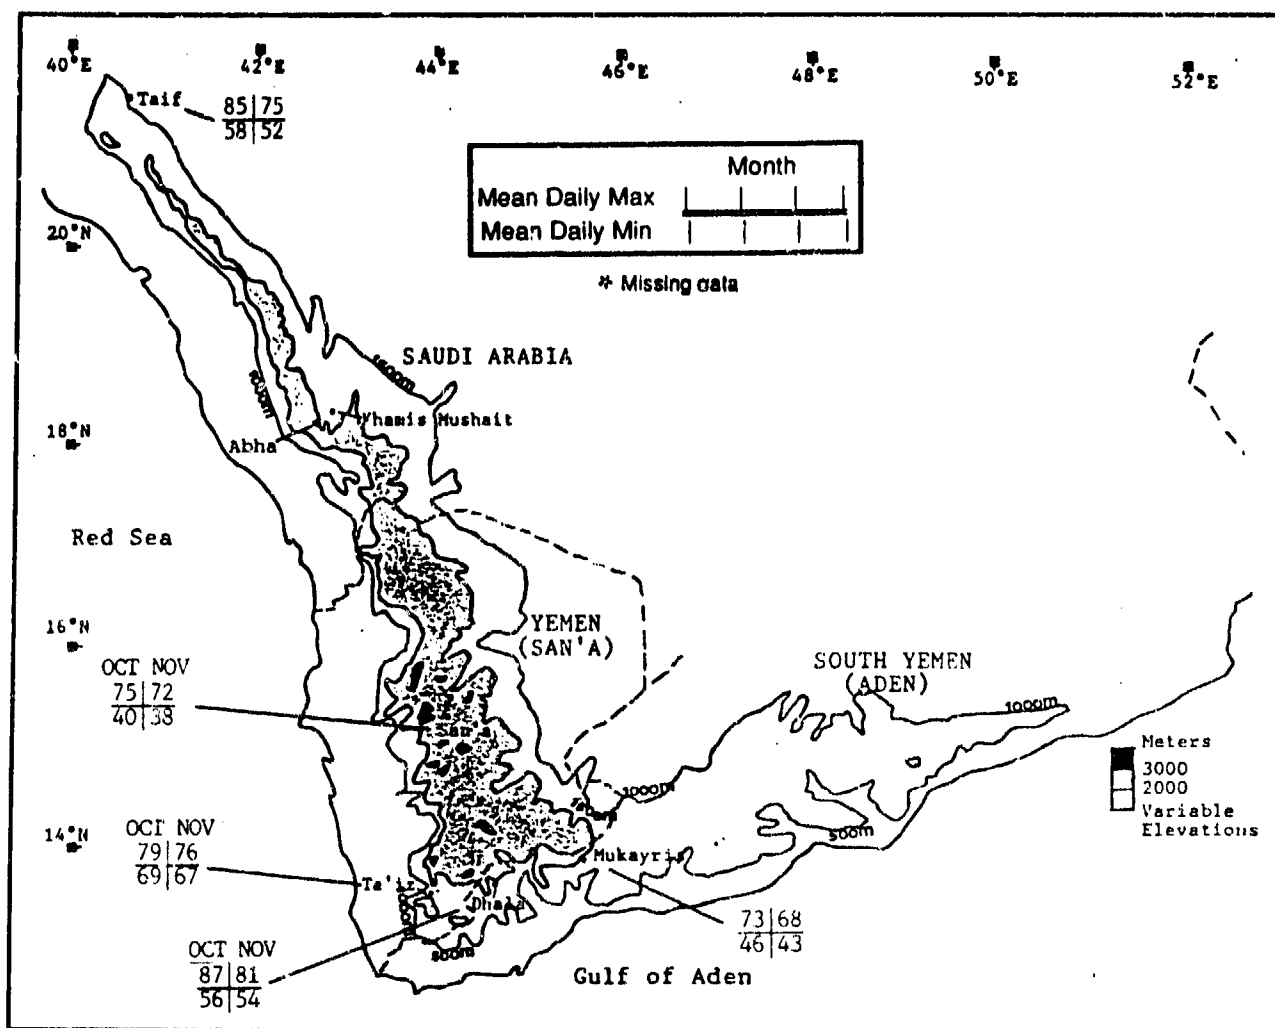 40°E 42°E 44°E 46°E 48°E 50°E 52°E
Taif
85|75
58|52
Month
Mean Daily Max
Mean Daily Min
* Missing data
20°N
SAUDI ARABIA
1500m
1000m
Khamis Mushait
18°N
Abha
Red Sea
16°N
YEMEN
(SAN'A)
SOUTH YEMEN
(ADEN)
OCT NOV
75|72
40|38
San'a
1000m
1000m
Meters
3000
2000
Variable
Elevations
500m
14°N
OCT NOV
79|76
69|67
Ta'iz
Mukayris
Dhala
73|68
46|43
500m
OCT NOV
87|81
56|54
Gulf of Aden